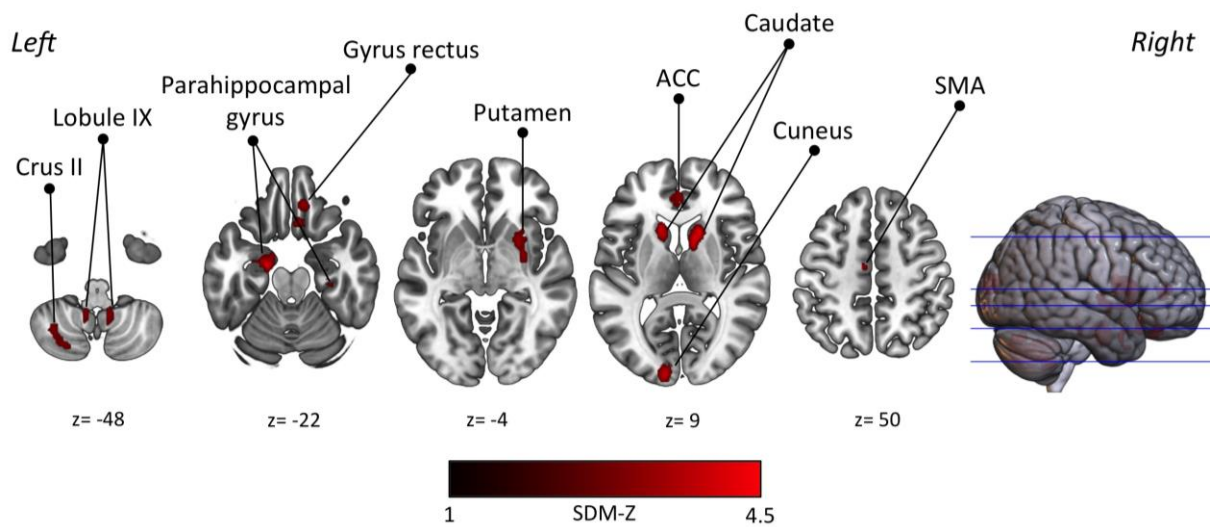 Left
Right
Gyrus rectus
Caudate
Parahippocampal
gyrus
ACC
SMA
Lobule IX
Putamen
Cuneus
Crus II
z= -48
z= -22
z= -4
z= 9
z= 50
1
SDM-Z
4.5